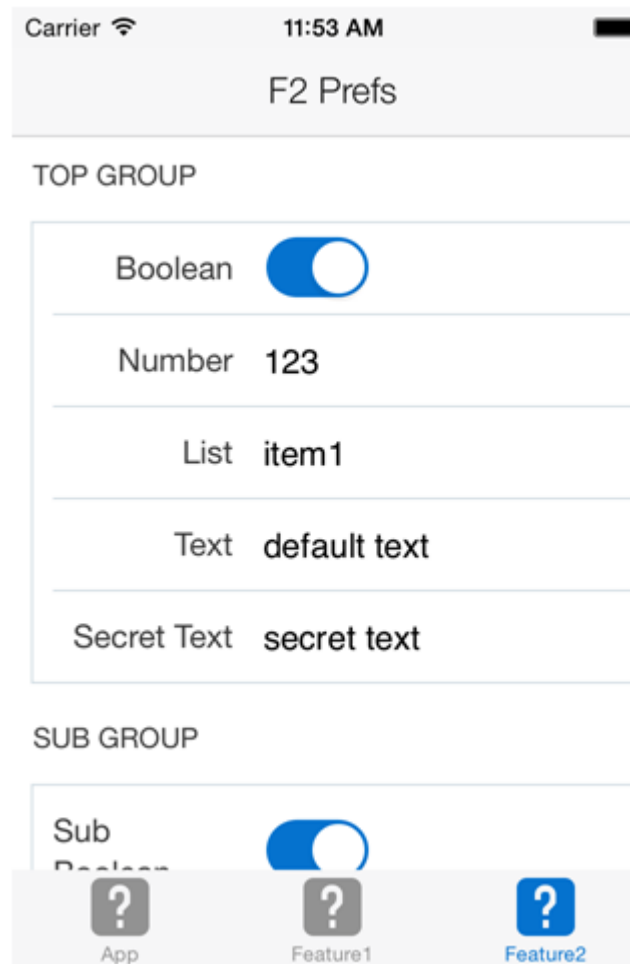 Carrier 11:53 AM
F2 Prefs
TOP GROUP
Boolean
Number 123
List item1
Text default text
Secret Text secret text
SUB GROUP
Sub
Boolean
? ? ?
App Feature1 Feature2